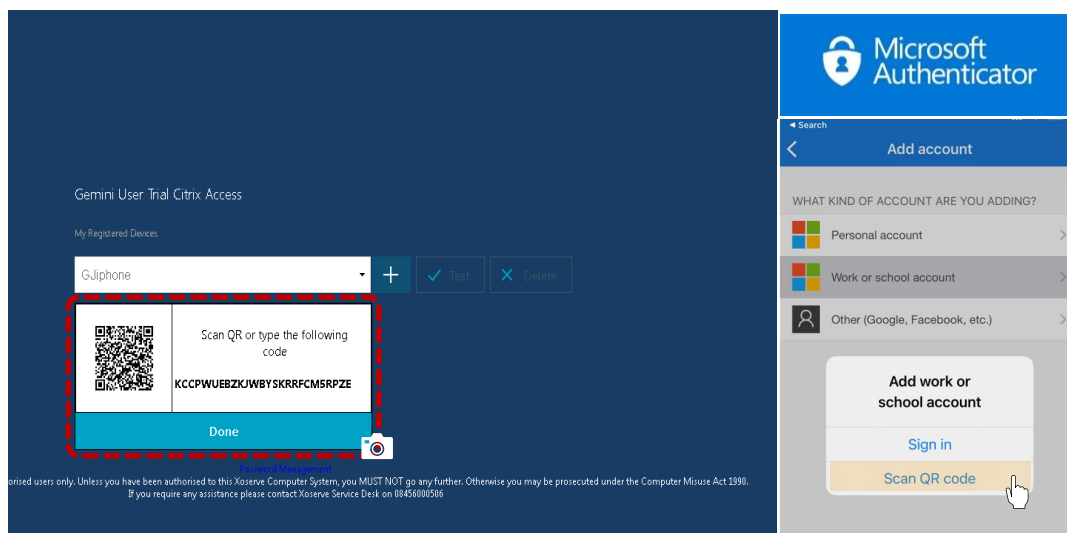 Gemini User Trial Citrix Access
My Registered Devices
GJiphone
Test
Delete
Scan QR or type the following
code
KCCPWUEBZKJWBYSKRRFCM5RPZE
Done
Password Management
orised users only. Unless you have been authorised to this Xoserve Computer System, you MUST NOT go any further. Otherwise you may be prosecuted under the Computer Misuse Act 1990.
If you require any assistance please contact Xoserve Service Desk on 08456000506
Microsoft
Authenticator
Search
Add account
WHAT KIND OF ACCOUNT ARE YOU ADDING?
Personal account
Work or school account
Other (Google, Facebook, etc.)
Add work or
school account
Sign in
Scan QR code